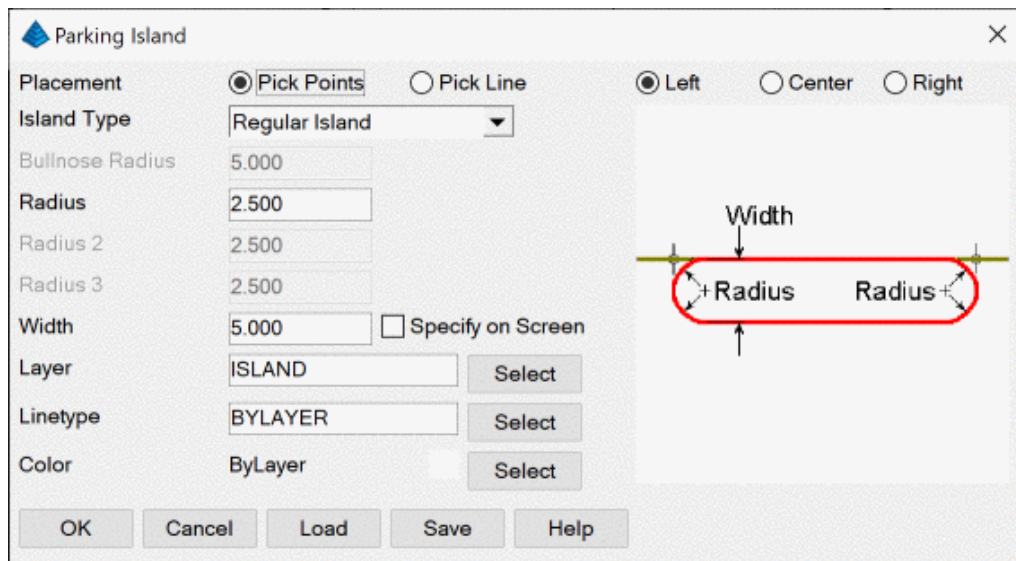 Parking Island
Placement Pick Points Pick Line Left Center Right
Island Type Regular Island
Bullnose Radius 5.000
Radius 2.500
Radius 2 2.500
Radius 3 2.500
Width 5.000 Specify on Screen
Layer ISLAND Select
Linetype BYLAYER Select
Color ByLayer Select
OK Cancel Load Save Help
Width
Radius Radius